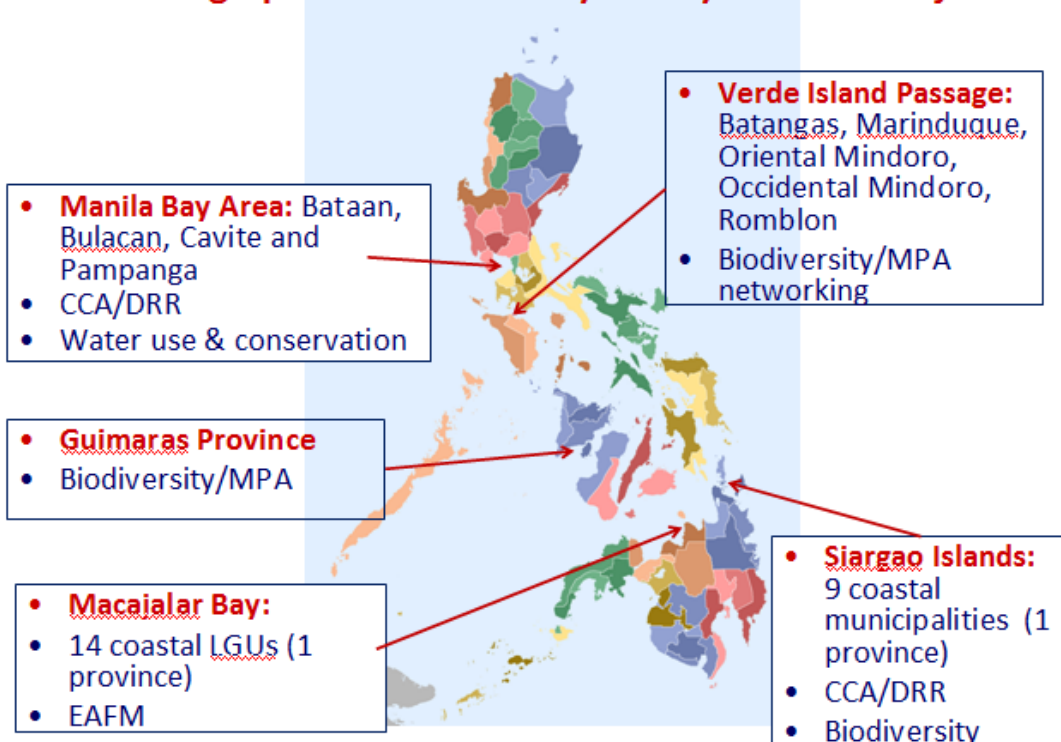 Verde Island Passage:
Batangas, Marinduque,
Oriental Mindoro,
Occidental Mindoro,
Romblon
Biodiversity/MPA
networking
Manila Bay Area: Bataan,
Bulacan, Cavite and
Pampanga
CCA/DRR
Water use & conservation
Guimaras Province
Biodiversity/MPA
Macajalar Bay:
14 coastal LGUs (1
province)
EAFM
Siargao Islands:
9 coastal
municipalities (1
province)
CCA/DRR
Biodiversity